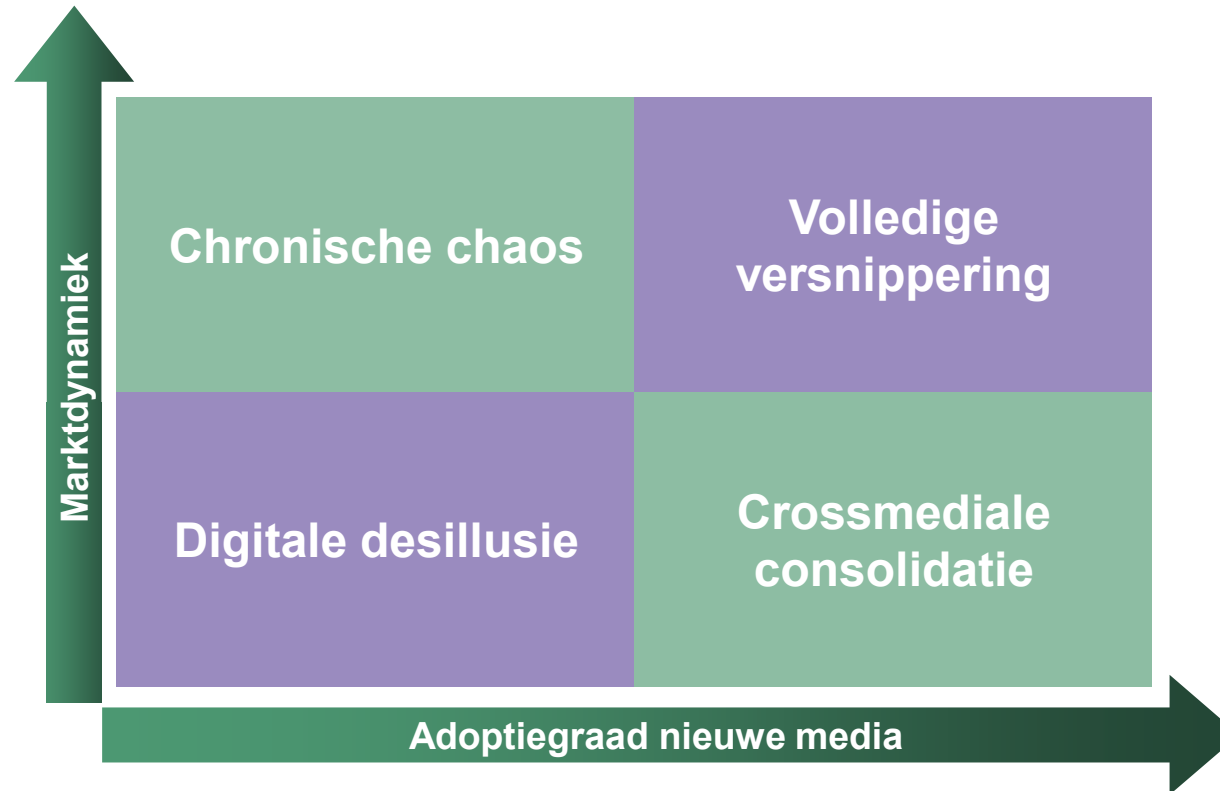 Marktdynamiek
Chronische chaos
Volledige
versnippering
Digitale desillusie
Crossmediale
consolidatie
Adoptiegraad nieuwe media